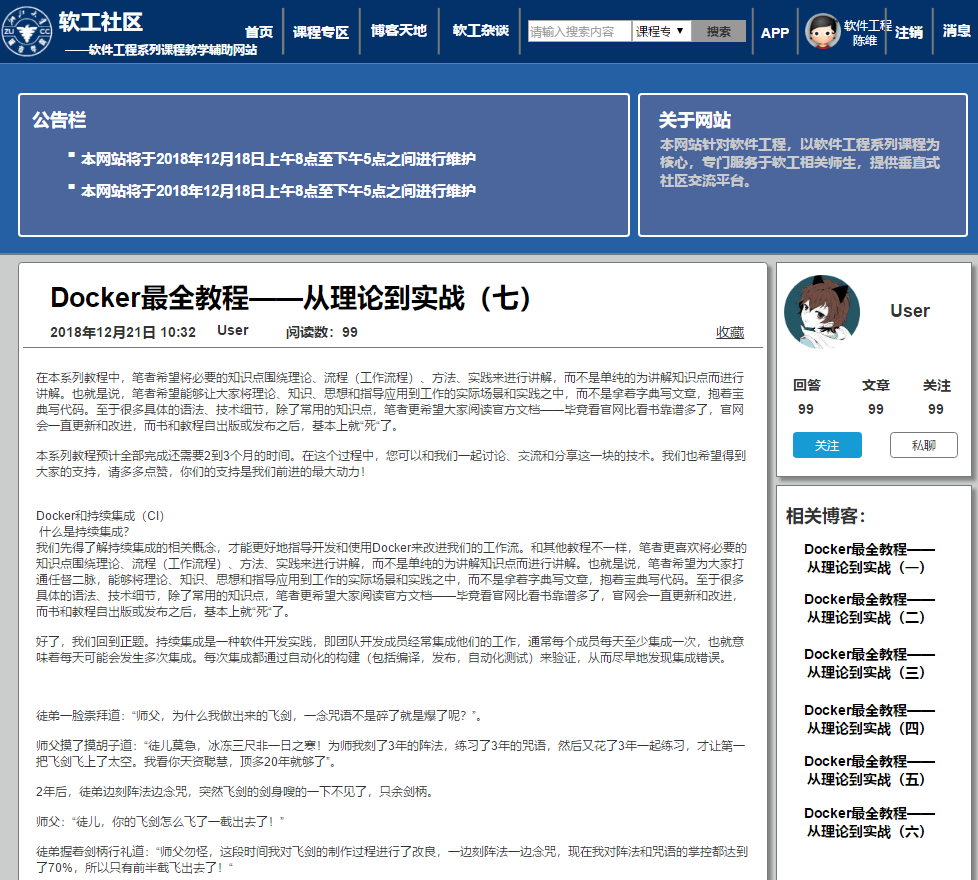 软工社区
——软件工程系列课程教学辅助网站
首页
课程专区
博客天地
软工杂谈
请输入搜索内容
课程专
搜索
APP
软件工程
陈维
注销
消息
公告栏
本网站将于2018年12月18日上午8点至下午5点之间进行维护
本网站将于2018年12月18日上午8点至下午5点之间进行维护
关于网站
本网站针对软件工程，以软件工程系列课程为
核心，专门服务于软工相关师生，提供垂直式
社区交流平台。
Docker最全教程——从理论到实战（七）
2018年12月21日 10:32 User 阅读数：99 收藏
在本系列教程中，笔者希望将必要的知识点围绕理论、流程（工作流程）、方法、实践来进行讲解，而不是单纯的为讲解知识点而进行
讲解。也就是说，笔者希望能够让大家将理论、知识、思想和指导应用到工作的实际场景和实践之中，而不是拿着字典写文章，抱着宝
典写代码。至于很多具体的语法、技术细节，除了常用的知识点，笔者更希望大家阅读官方文档——毕竟看官网比看书靠谱多了，官网
会一直更新和改进，而书和教程自出版或发布之后，基本上就“死”了。
本系列教程预计全部完成还需要2到3个月的时间。在这个过程中，您可以和我们一起讨论、交流和分享这一块的技术。我们也希望得到
大家的支持，请多多点赞，你们的支持是我们前进的最大动力！
Docker和持续集成（CI）
什么是持续集成？
我们先得了解持续集成的相关概念，才能更好地指导开发和使用Docker来改进我们的工作流。和其他教程不一样，笔者更喜欢将必要的
知识点围绕理论、流程（工作流程）、方法、实践来进行讲解，而不是单纯的为讲解知识点而进行讲解。也就是说，笔者希望为大家打
通任督二脉，能够将理论、知识、思想和指导应用到工作的实际场景和实践之中，而不是拿着字典写文章，抱着宝典写代码。至于很多
具体的语法、技术细节，除了常用的知识点，笔者更希望大家阅读官方文档——毕竟看官网比看书靠谱多了，官网会一直更新和改进，
而书和教程自出版或发布之后，基本上就“死”了。
好了，我们回到正题。持续集成是一种软件开发实践，即团队开发成员经常集成他们的工作，通常每个成员每天至少集成一次，也就意
味着每天可能会发生多次集成。每次集成都通过自动化的构建（包括编译，发布，自动化测试）来验证，从而尽早地发现集成错误。
徒弟一脸崇拜道：“师父，为什么我做出来的飞剑，一念咒语不是碎了就是爆了呢？”。
师父摸了摸胡子道：“徒儿莫急，冰冻三尺非一日之寒！为师我刻了3年的阵法，练习了3年的咒语，然后又花了3年一起练习，才让第一
把飞剑飞上了太空。我看你天资聪慧，顶多20年就够了”。
2年后，徒弟边刻阵法边念咒，突然飞剑的剑身嗖的一下不见了，只余剑柄。
师父：“徒儿，你的飞剑怎么飞了一截出去了！”
徒弟握着剑柄行礼道：“师父勿怪，这段时间我对飞剑的制作过程进行了改良，一边刻阵法一边念咒，现在我对阵法和咒语的掌控都达到
了70%，所以只有前半截飞出去了！“
User
回答 文章 关注
99 99 99
关注 私聊
相关博客：
Docker最全教程——
从理论到实战（一）
Docker最全教程——
从理论到实战（二）
Docker最全教程——
从理论到实战（三）
Docker最全教程——
从理论到实战（四）
Docker最全教程——
从理论到实战（五）
Docker最全教程——
从理论到实战（六）